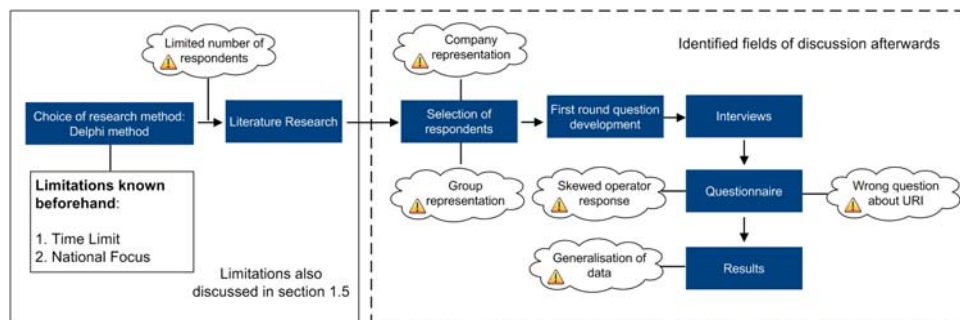 Limited number of
respondents
Choice of research method:
Delphi method
Literature Research
Limitations known
beforehand:
1. Time Limit
2. National Focus
Limitations also
discussed in section 1.5
Identified fields of discussion afterwards
Company
representation
Selection of
respondents
Group
representation
First round question
development
Interviews
Skewed operator
response
Questionnaire
Wrong question
about URI
Generalisation of
data
Results